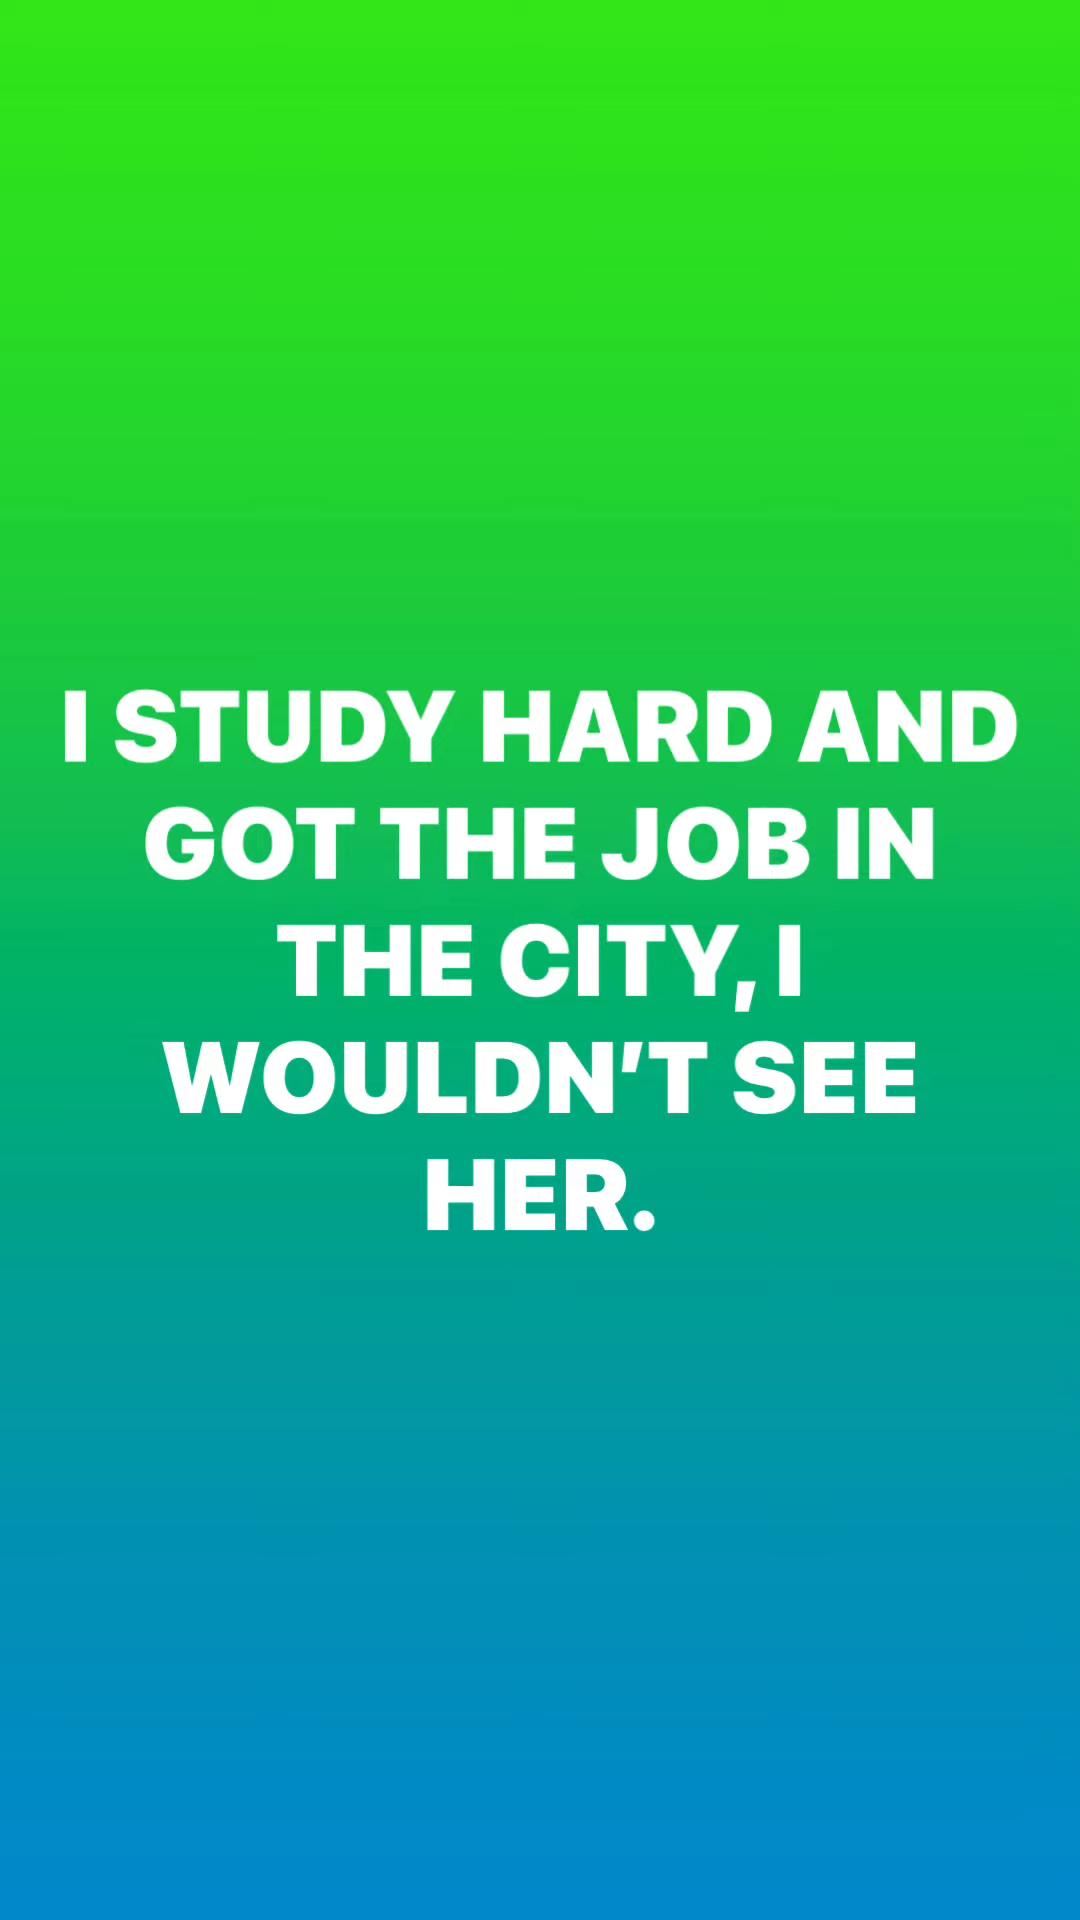 I STUDY HARD AND
GOT THE JOB IN
THE CITY, I
WOULDN'T SEE
HER.